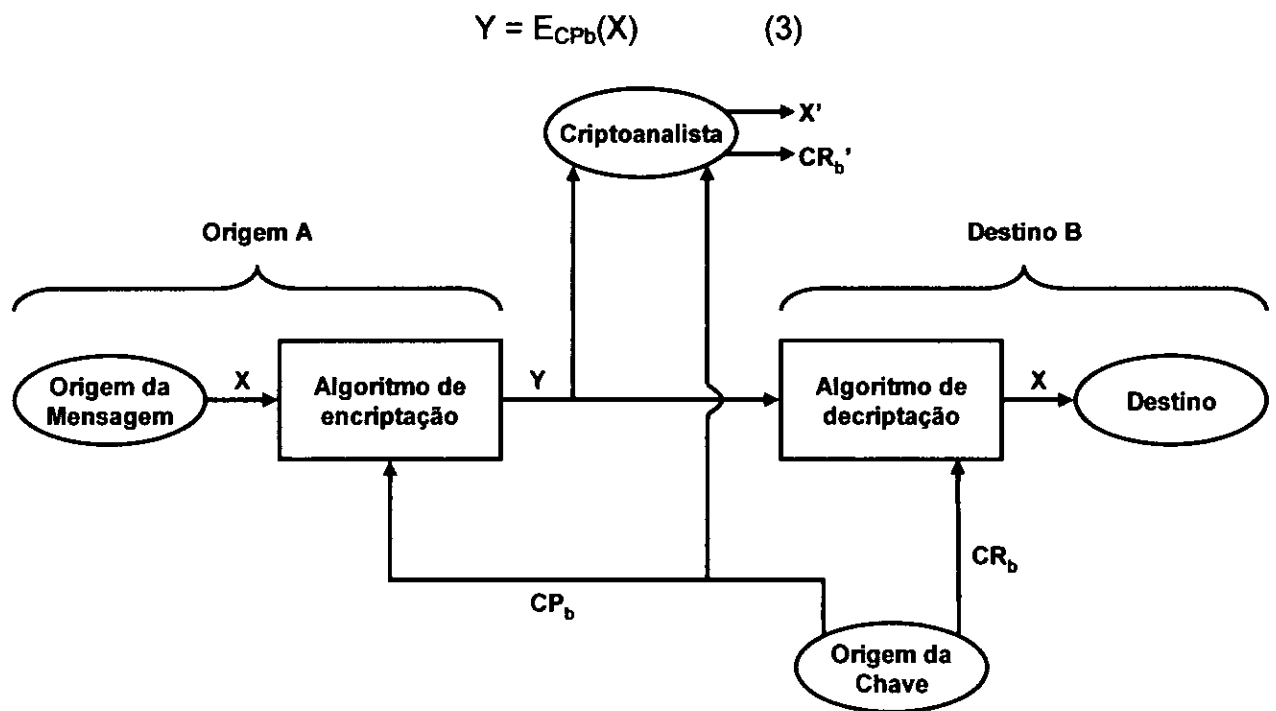 Y = E_CPb(X) (3)
Criptoanalista
X'
CR_b'
Origem A
Destino B
Origem da
Mensagem
X
Algoritmo de
encriptação
Y
Algoritmo de
decriptação
X
Destino
CP_b
CR_b
Origem da
Chave